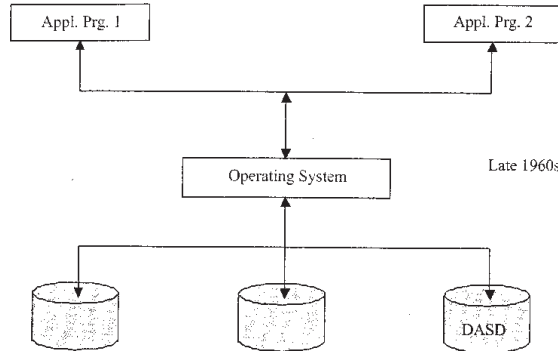 Appl. Prg. 1
Appl. Prg. 2
Operating System
Late 1960s
DASD